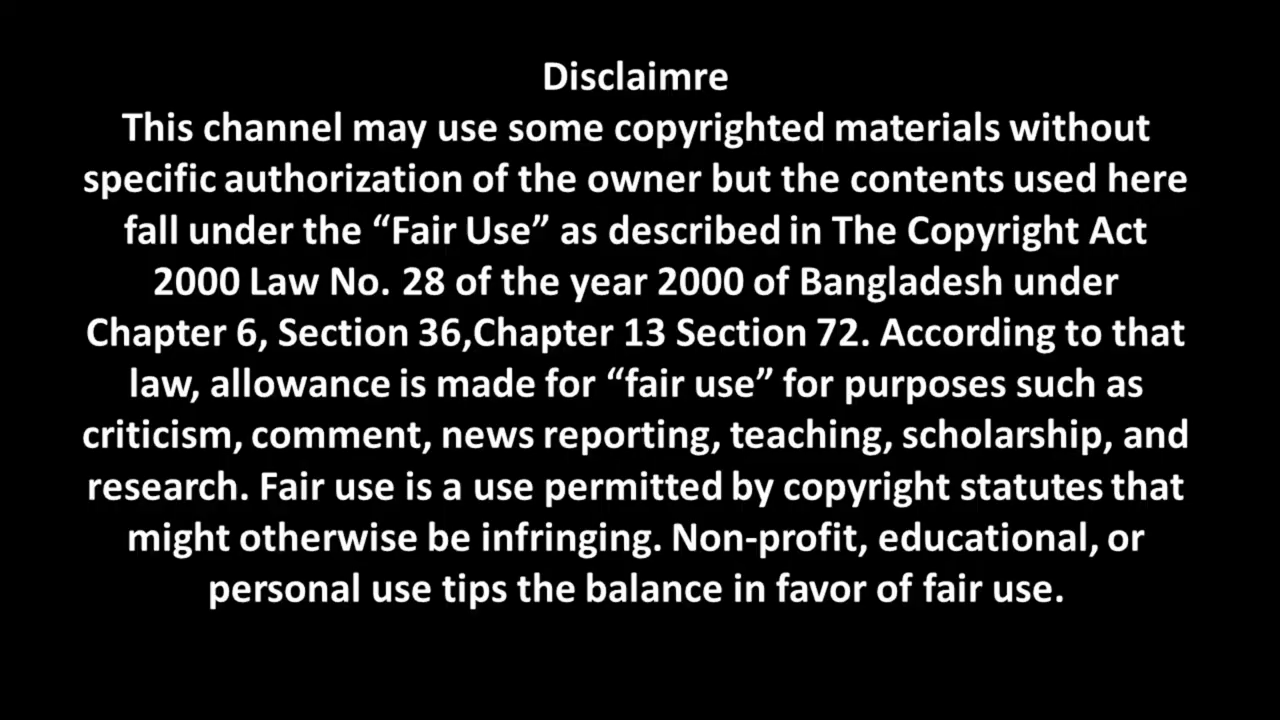 Disclaimre
This channel may use some copyrighted materials without
specific authorization of the owner but the contents used here
fall under the “Fair Use” as described in The Copyright Act
2000 Law No. 28 of the year 2000 of Bangladesh under
Chapter 6, Section 36,Chapter 13 Section 72. According to that
law, allowance is made for “fair use” for purposes such as
criticism, comment, news reporting, teaching, scholarship, and
research. Fair use is a use permitted by copyright statutes that
might otherwise be infringing. Non-profit, educational, or
personal use tips the balance in favor of fair use.